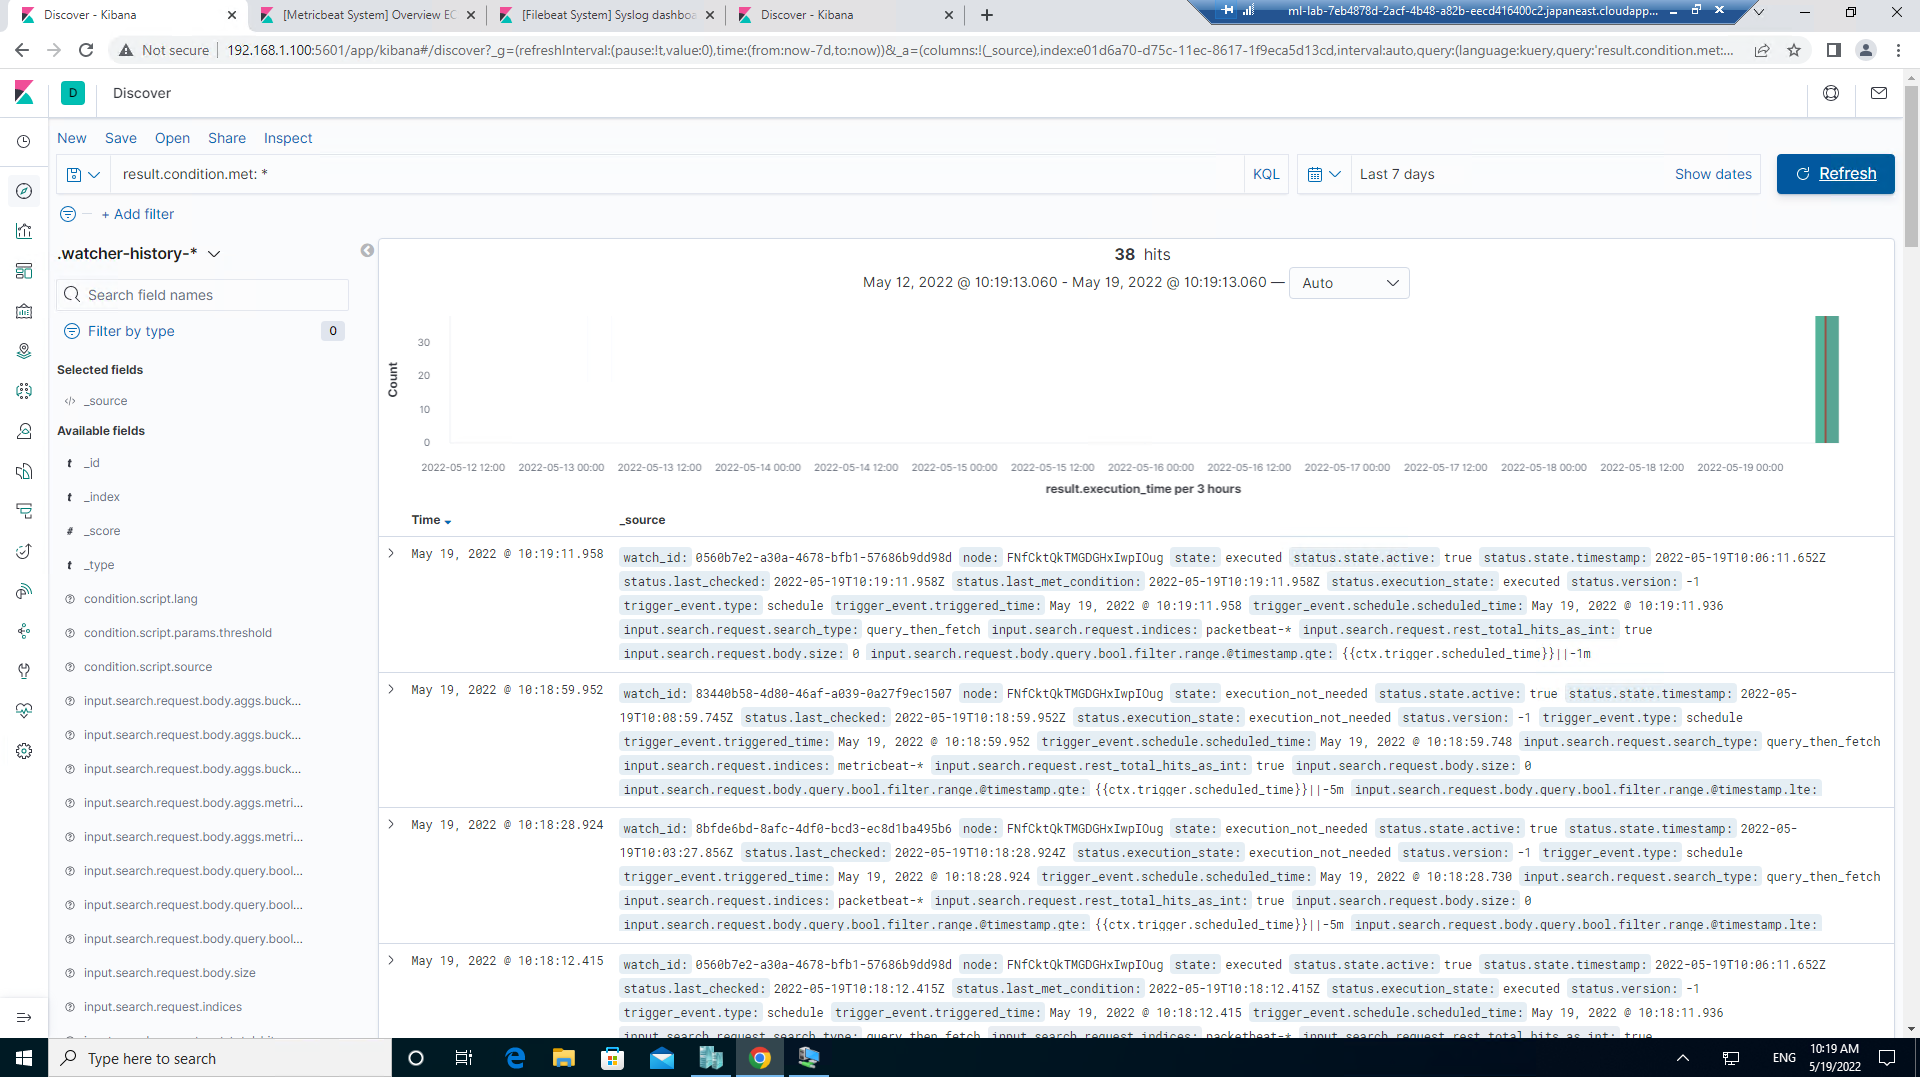 Discover - Kibana
[Metricbeat System] Overview EC
[Filebeat System] Syslog dashboa
Discover - Kibana
ml-lab-7eb4878d-2acf-4b48-a82b-eecd416400c2.japaneast.cloudapp...
Not secure
192.168.1.100:5601/app/kibana#/discover?_g=(refreshInterval:(pause:!t,value:0),time:(from:now-7d,to:now))&_a=(columns:!(_source),index:e01d6a70-d75c-11ec-8617-1f9eca5d13cd,interval:auto,query:(language:kuery,query:'result.condition.met:...
D
Discover
New Save Open Share Inspect
result.condition.met: *
KQL
Last 7 days
Show dates
Refresh
+ Add filter
.watcher-history-*
Search field names
Filter by type
0
Selected fields
_source
Available fields
t _id
t _index
# _score
t _type
condition.script.lang
condition.script.params.threshold
condition.script.source
input.search.request.body.aggs.buck...
input.search.request.body.aggs.buck...
input.search.request.body.aggs.buck...
input.search.request.body.aggs.metri...
input.search.request.body.aggs.metri...
input.search.request.body.query.bool...
input.search.request.body.query.bool...
input.search.request.body.query.bool...
input.search.request.body.size
input.search.request.indices
38 hits
May 12, 2022 @ 10:19:13.060 - May 19, 2022 @ 10:19:13.060 — Auto
Count
30
20
10
0
2022-05-12 12:00 2022-05-13 00:00 2022-05-13 12:00 2022-05-14 00:00 2022-05-14 12:00 2022-05-15 00:00 2022-05-15 12:00 2022-05-16 00:00 2022-05-16 12:00 2022-05-17 00:00 2022-05-17 12:00 2022-05-18 00:00 2022-05-18 12:00 2022-05-19 00:00
result.execution_time per 3 hours
Time _source
May 19, 2022 @ 10:19:11.958
watch_id: 0560b7e2-a30a-4678-bfb1-57686b9dd98d node: FNfCktQkTMGDGHxIwpIOug state: executed status.state.active: true status.state.timestamp: 2022-05-19T10:06:11.652Z
status.last_checked: 2022-05-19T10:19:11.958Z status.last_met_condition: 2022-05-19T10:19:11.958Z status.execution_state: executed status.version: -1
trigger_event.type: schedule trigger_event.triggered_time: May 19, 2022 @ 10:19:11.958 trigger_event.schedule.scheduled_time: May 19, 2022 @ 10:19:11.936
input.search.request.search_type: query_then_fetch input.search.request.indices: packetbeat-* input.search.request.rest_total_hits_as_int: true
input.search.request.body.size: 0 input.search.request.body.query.bool.filter.range.@timestamp.gte: {{ctx.trigger.scheduled_time}}||-1m
May 19, 2022 @ 10:18:59.952
watch_id: 83440b58-4d80-46af-a039-0a27f9ec1507 node: FNfCktQkTMGDGHxIwpIOug state: execution_not_needed status.state.active: true status.state.timestamp: 2022-05-
19T10:08:59.745Z status.last_checked: 2022-05-19T10:18:59.952Z status.execution_state: execution_not_needed status.version: -1 trigger_event.type: schedule
trigger_event.triggered_time: May 19, 2022 @ 10:18:59.952 trigger_event.schedule.scheduled_time: May 19, 2022 @ 10:18:59.748 input.search.request.search_type: query_then_fetch
input.search.request.indices: metricbeat-* input.search.request.rest_total_hits_as_int: true input.search.request.body.size: 0
input.search.request.body.query.bool.filter.range.@timestamp.gte: {{ctx.trigger.scheduled_time}}||-5m input.search.request.body.query.bool.filter.range.@timestamp.lte:
May 19, 2022 @ 10:18:28.924
watch_id: 8bfde6bd-8afc-4df0-bcd3-ec8d1ba495b6 node: FNfCktQkTMGDGHxIwpIOug state: execution_not_needed status.state.active: true status.state.timestamp: 2022-05-
19T10:03:27.856Z status.last_checked: 2022-05-19T10:18:28.924Z status.execution_state: execution_not_needed status.version: -1 trigger_event.type: schedule
trigger_event.triggered_time: May 19, 2022 @ 10:18:28.924 trigger_event.schedule.scheduled_time: May 19, 2022 @ 10:18:28.730 input.search.request.search_type: query_then_fetch
input.search.request.indices: packetbeat-* input.search.request.rest_total_hits_as_int: true input.search.request.body.size: 0
input.search.request.body.query.bool.filter.range.@timestamp.gte: {{ctx.trigger.scheduled_time}}||-5m input.search.request.body.query.bool.filter.range.@timestamp.lte:
May 19, 2022 @ 10:18:12.415
watch_id: 0560b7e2-a30a-4678-bfb1-57686b9dd98d node: FNfCktQkTMGDGHxIwpIOug state: executed status.state.active: true status.state.timestamp: 2022-05-19T10:06:11.652Z
status.last_checked: 2022-05-19T10:18:12.415Z status.last_met_condition: 2022-05-19T10:18:12.415Z status.execution_state: executed status.version: -1
trigger_event.type: schedule trigger_event.triggered_time: May 19, 2022 @ 10:18:12.415 trigger_event.schedule.scheduled_time: May 19, 2022 @ 10:18:11.936
input.search.request.search_type: query_then_fetch input.search.request.indices: packetbeat-* input.search.request.rest_total_hits_as_int: true
Type here to search
ENG
10:19 AM
5/19/2022